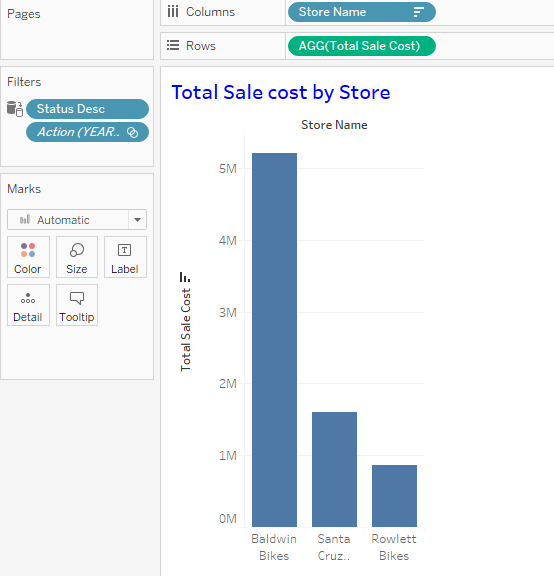 Pages
Columns
Store Name
Rows
AGG(Total Sale Cost)
Filters
Status Desc
Action (YEAR..
Marks
Automatic
Color
Size
Label
Detail
Tooltip
Total Sale cost by Store
Store Name
Total Sale Cost
5M
4M
3M
2M
1M
0M
Baldwin
Bikes
Santa
Cruz..
Rowlett
Bikes